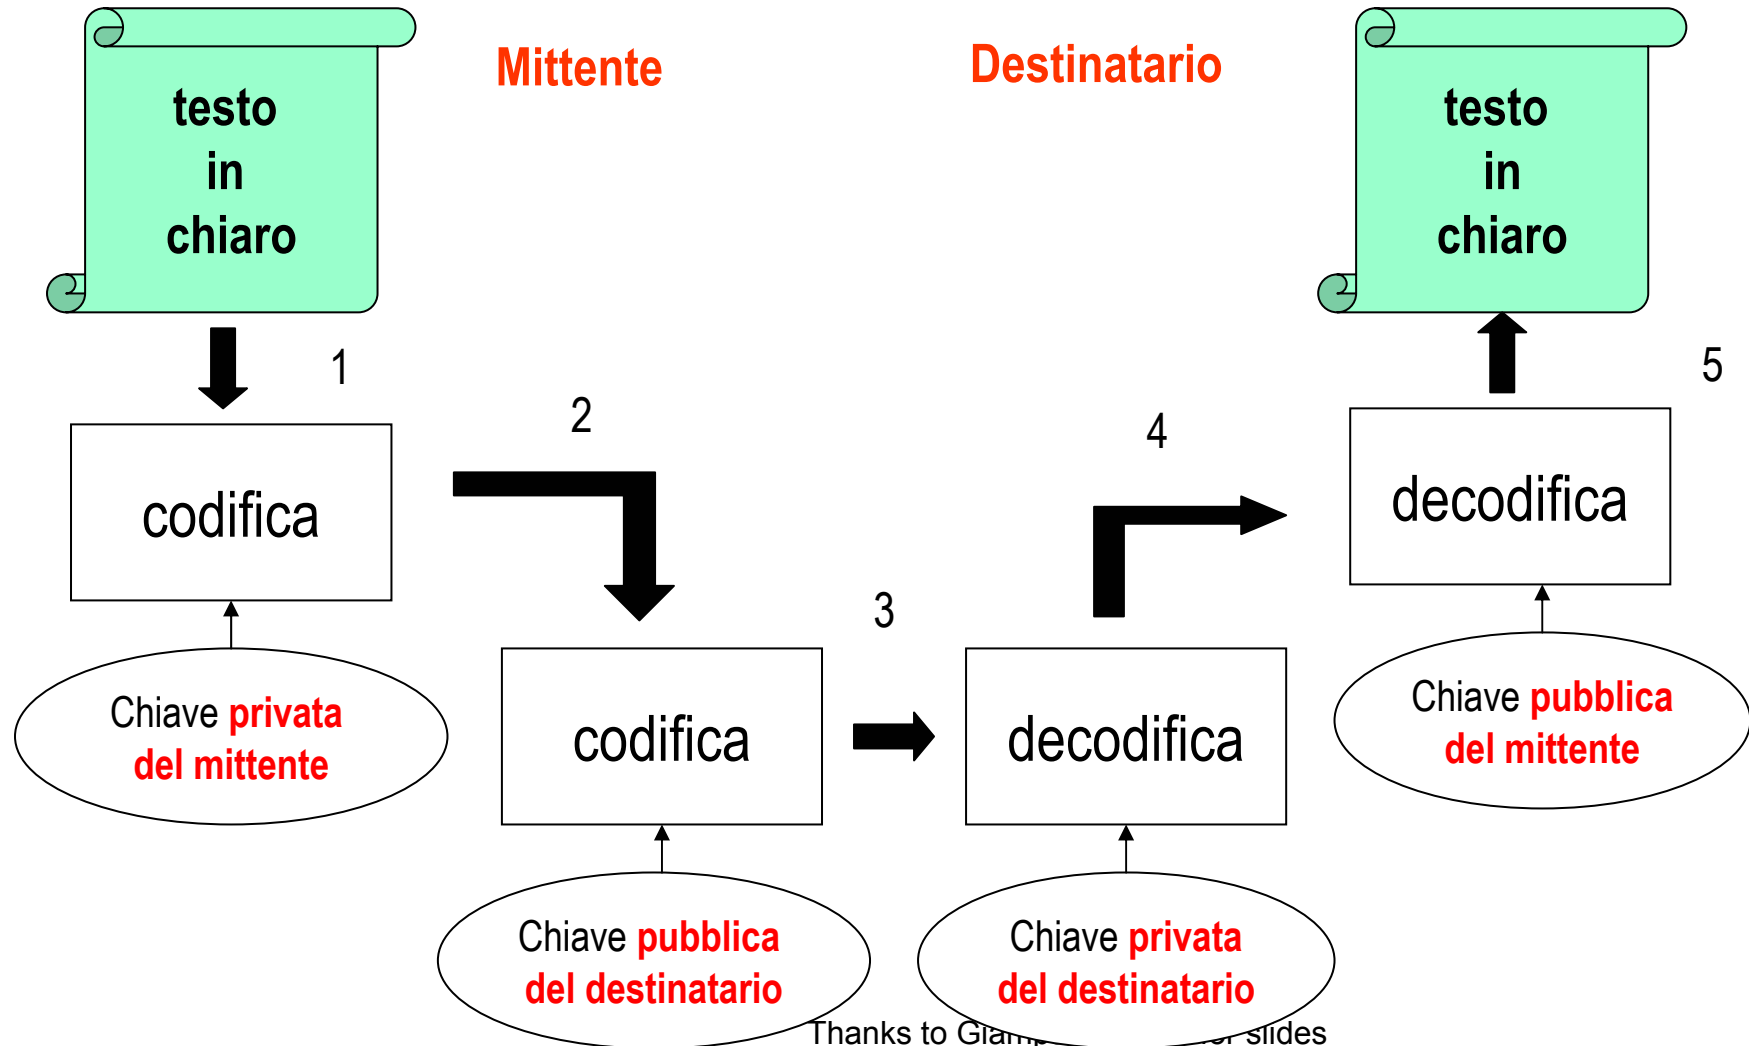 Mittente
Destinatario
testo
in
chiaro
testo
in
chiaro
1
2
3
4
5
codifica
decodifica
codifica
decodifica
Chiave privata
del mittente
Chiave pubblica
del mittente
Chiave pubblica
del destinatario
Chiave privata
del destinatario
Thanks to slides